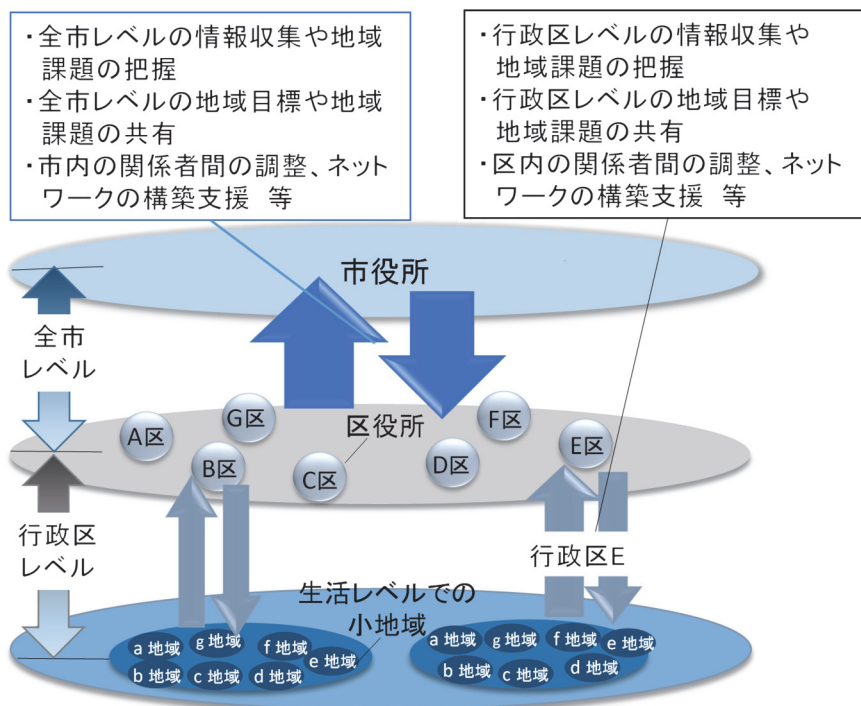 ・全市レベルの情報収集や地域
課題の把握
・全市レベルの地域目標や地域
課題の共有
・市内の関係者間の調整、ネット
ワークの構築支援 等
・行政区レベルの情報収集や
地域課題の把握
・行政区レベルの地域目標や
地域課題の共有
・区内の関係者間の調整、ネット
ワークの構築支援 等
市役所
全市
レベル
A区
G区
B区
区役所
C区
D区
F区
E区
行政区
レベル
行政区E
生活レベルでの
小地域
a 地域
g 地域
f 地域
e 地域
b 地域
c 地域
d 地域
a 地域
g 地域
f 地域
e 地域
b 地域
c 地域
d 地域